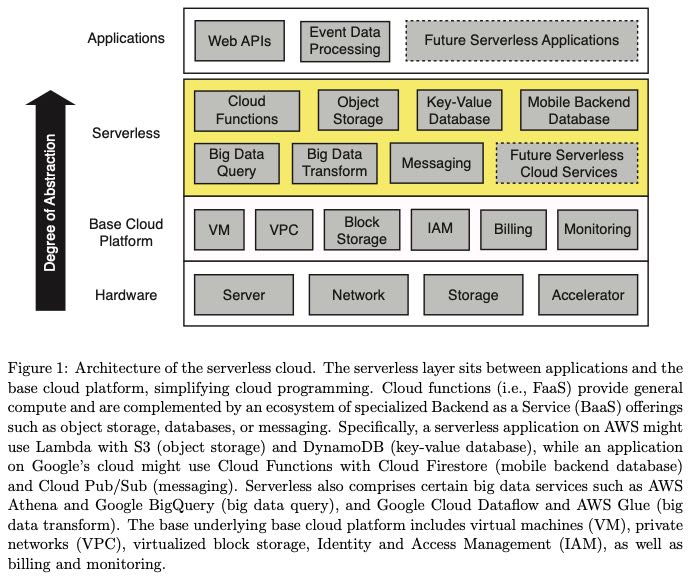 Applications
Web APIs
Event Data
Processing
Future Serverless Applications
Degree of Abstraction
Serverless
Cloud
Functions
Object
Storage
Key-Value
Database
Mobile Backend
Database
Big Data
Query
Big Data
Transform
Messaging
Future Serverless
Cloud Services
Base Cloud
Platform
VM
VPC
Block
Storage
IAM
Billing
Monitoring
Hardware
Server
Network
Storage
Accelerator
Figure 1: Architecture of the serverless cloud. The serverless layer sits between applications and the
base cloud platform, simplifying cloud programming. Cloud functions (i.e., FaaS) provide general
compute and are complemented by an ecosystem of specialized Backend as a Service (BaaS) offerings
such as object storage, databases, or messaging. Specifically, a serverless application on AWS might
use Lambda with S3 (object storage) and DynamoDB (key-value database), while an application
on Google's cloud might use Cloud Functions with Cloud Firestore (mobile backend database)
and Cloud Pub/Sub (messaging). Serverless also comprises certain big data services such as AWS
Athena and Google BigQuery (big data query), and Google Cloud Dataflow and AWS Glue (big
data transform). The base underlying base cloud platform includes virtual machines (VM), private
networks (VPC), virtualized block storage, Identity and Access Management (IAM), as well as
billing and monitoring.